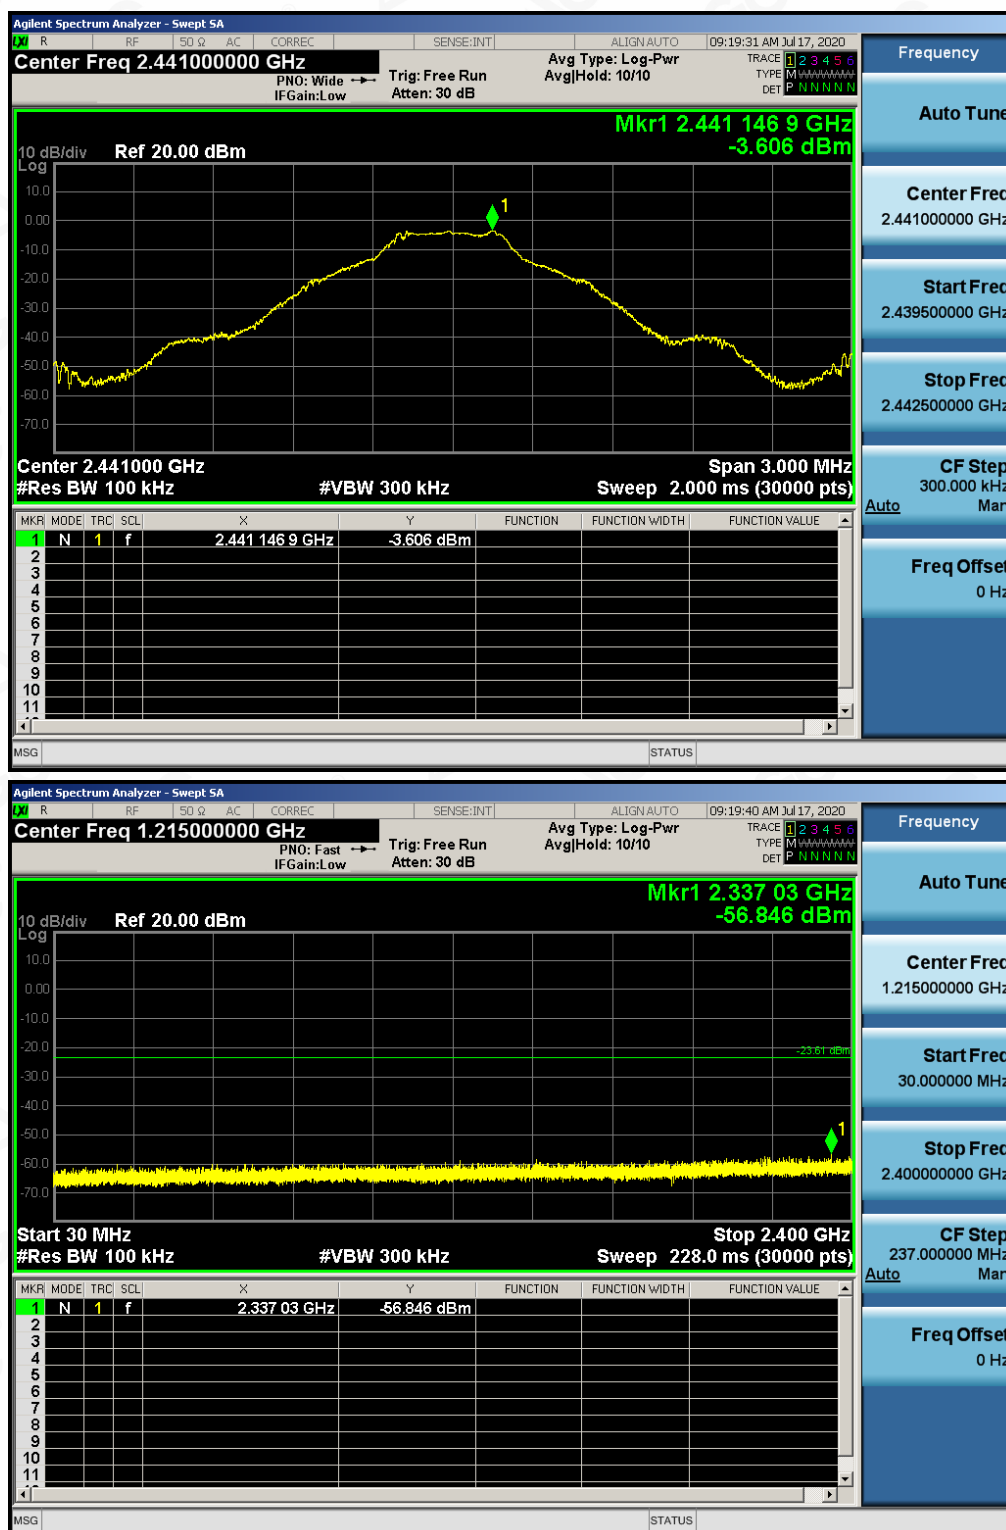 Agilent Spectrum Analyzer - Swept SA
LXI R RF 50 Ω AC CORREC SENSE:INT ALIGN AUTO 09:19:31 AM Jul 17, 2020
Center Freq 2.441000000 GHz
PNO: Wide
IFGain:Low
Trig: Free Run
Atten: 30 dB
Avg Type: Log-Pwr
Avg|Hold: 10/10
TRACE 1 2 3 4 5 6
TYPE M
DET P N N N N N
Mkr1 2.441 146 9 GHz
-3.606 dBm
10 dB/div Ref 20.00 dBm
Log
10.0
0.00
-10.0
-20.0
-30.0
-40.0
-50.0
-60.0
-70.0
1
Center 2.441000 GHz Span 3.000 MHz
#Res BW 100 kHz #VBW 300 kHz Sweep 2.000 ms (30000 pts)
MKR MODE TRC SCL X Y FUNCTION FUNCTION WIDTH FUNCTION VALUE
1 N 1 f 2.441 146 9 GHz -3.606 dBm
2
3
4
5
6
7
8
9
10
11
MSG STATUS
Frequency
Auto Tune
Center Freq
2.441000000 GHz
Start Freq
2.439500000 GHz
Stop Freq
2.442500000 GHz
CF Step
300.000 kHz
Auto Man
Freq Offset
0 Hz
Agilent Spectrum Analyzer - Swept SA
LXI R RF 50 Ω AC CORREC SENSE:INT ALIGN AUTO 09:19:40 AM Jul 17, 2020
Center Freq 1.215000000 GHz
PNO: Fast
IFGain:Low
Trig: Free Run
Atten: 30 dB
Avg Type: Log-Pwr
Avg|Hold: 10/10
TRACE 1 2 3 4 5 6
TYPE M
DET P N N N N N
Mkr1 2.337 03 GHz
-56.846 dBm
10 dB/div Ref 20.00 dBm
Log
10.0
0.00
-10.0
-20.0
-30.0
-40.0
-50.0
-60.0
-70.0
-23.61 dBm
1
Start 30 MHz Stop 2.400 GHz
#Res BW 100 kHz #VBW 300 kHz Sweep 228.0 ms (30000 pts)
MKR MODE TRC SCL X Y FUNCTION FUNCTION WIDTH FUNCTION VALUE
1 N 1 f 2.337 03 GHz -56.846 dBm
2
3
4
5
6
7
8
9
10
11
MSG STATUS
Frequency
Auto Tune
Center Freq
1.215000000 GHz
Start Freq
30.000000 MHz
Stop Freq
2.400000000 GHz
CF Step
237.000000 MHz
Auto Man
Freq Offset
0 Hz